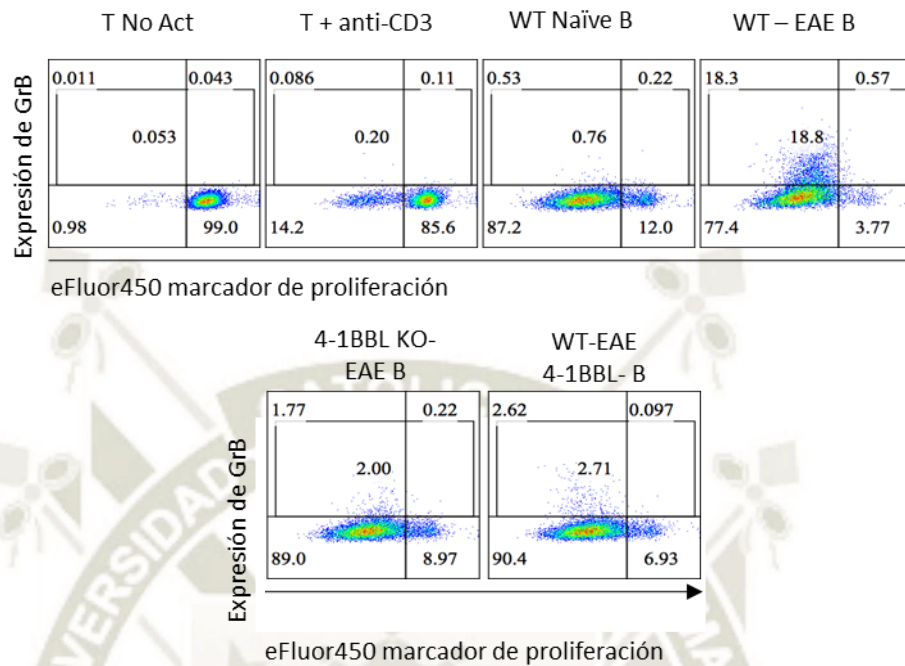 T No Act
T + anti-CD3
WT Naïve B
WT – EAE B
Expresión de GrB
0.011
0.043
0.053
0.98
99.0
0.086
0.11
0.20
14.2
85.6
0.53
0.22
0.76
87.2
12.0
18.3
0.57
18.8
77.4
3.77
eFluor450 marcador de proliferación
4-1BBL KO-
EAE B
WT-EAE
4-1BBL- B
Expresión de GrB
1.77
0.22
2.00
89.0
8.97
2.62
0.097
2.71
90.4
6.93
eFluor450 marcador de proliferación